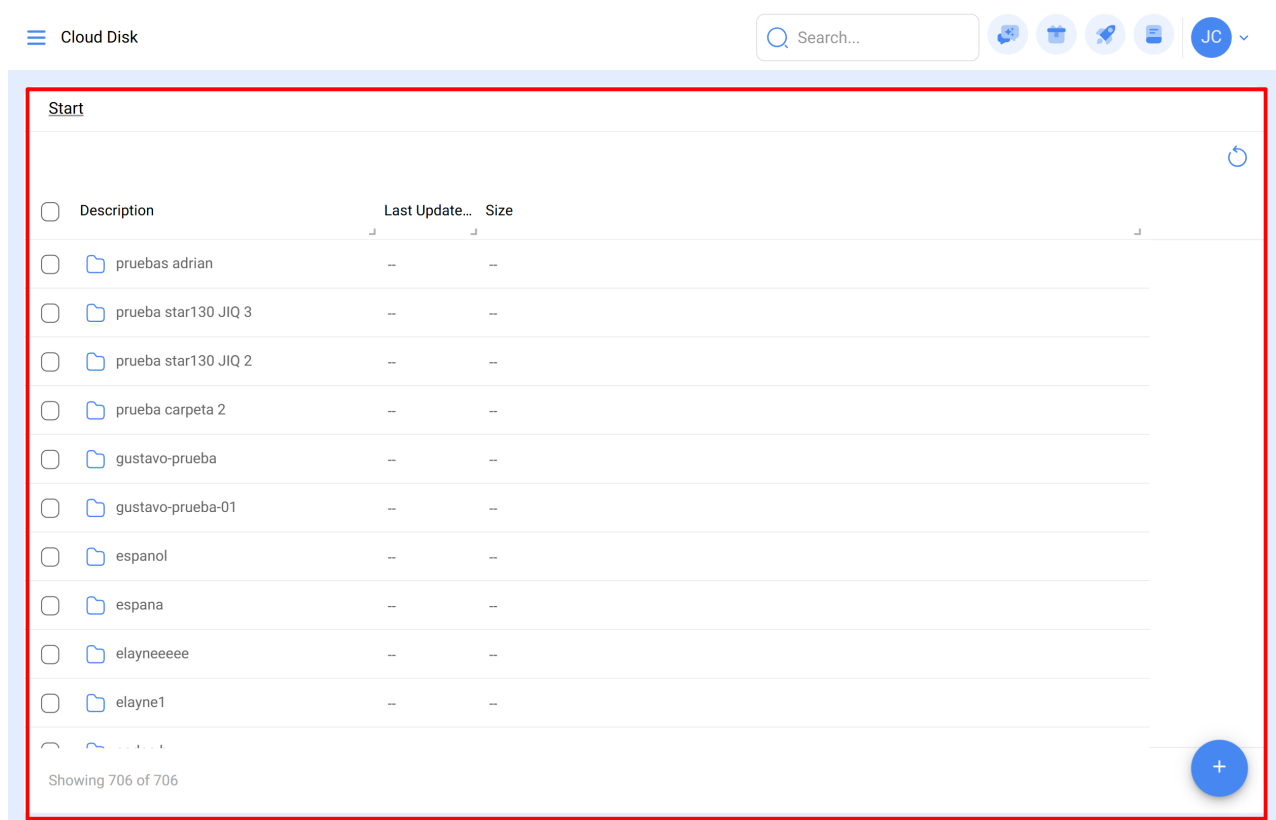 Cloud Disk
Search...
JC
Start
Description Last Update... Size
pruebas adrian -- --
prueba star130 JIQ 3 -- --
prueba star130 JIQ 2 -- --
prueba carpeta 2 -- --
gustavo-prueba -- --
gustavo-prueba-01 -- --
espanol -- --
espana -- --
elayneeeee -- --
elayne1 -- --
Showing 706 of 706
+